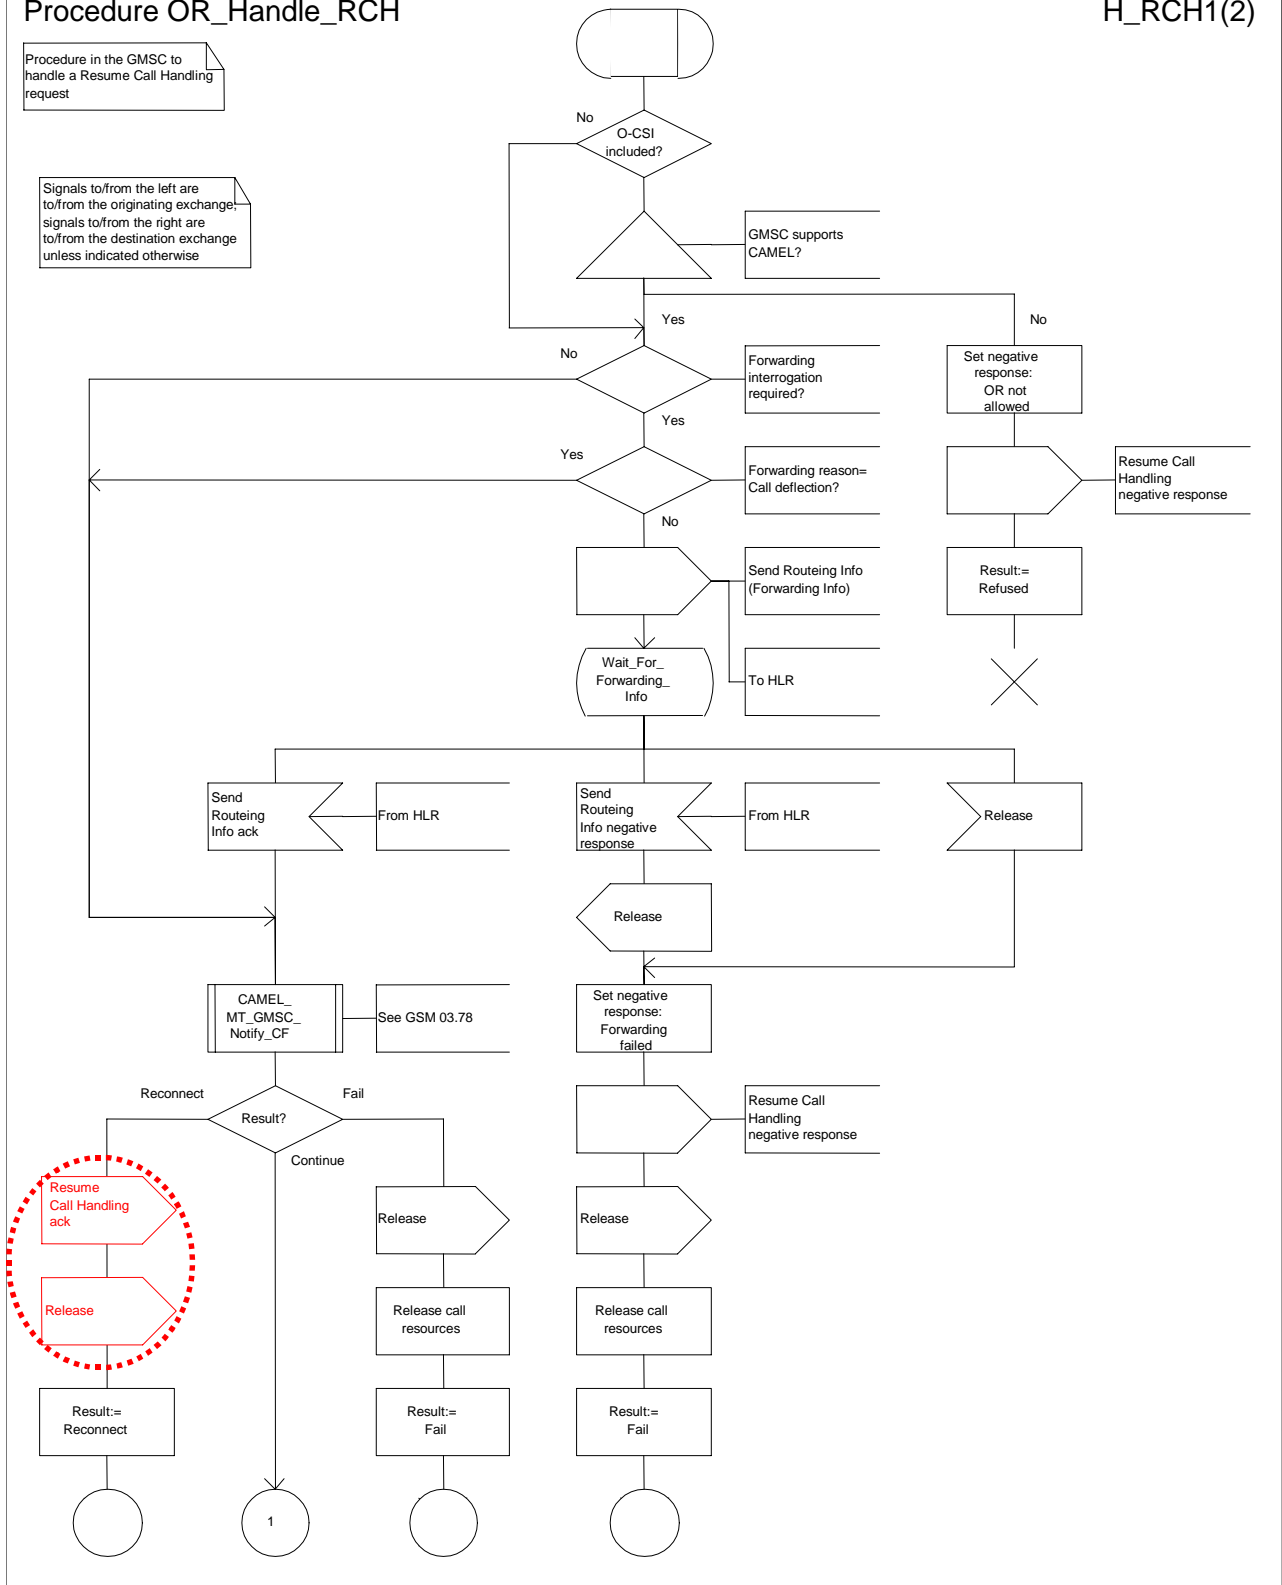 Procedure OR_Handle_RCH
H_RCH1(2)
Procedure in the GMSC to
handle a Resume Call Handling
request
Signals to/from the left are
to/from the originating exchange;
signals to/from the right are
to/from the destination exchange
unless indicated otherwise
No
O-CSI
included?
GMSC supports
CAMEL?
Yes
No
No
Forwarding
interrogation
required?
Set negative
response:
OR not
allowed
Yes
Yes
Forwarding reason=
Call deflection?
Resume Call
Handling
negative response
No
Send Routeing Info
(Forwarding Info)
Result:=
Refused
Wait_For_
Forwarding_
Info
To HLR
Send
Routeing
Info ack
From HLR
Send
Routeing
Info negative
response
From HLR
Release
Release
CAMEL_
MT_GMSC_
Notify_CF
See GSM 03.78
Set negative
response:
Forwarding
failed
Reconnect
Fail
Result?
Continue
Resume Call
Handling
negative response
Resume
Call Handling
ack
Release
Release
Release
Release call
resources
Release call
resources
Result:=
Reconnect
Result:=
Fail
Result:=
Fail
1